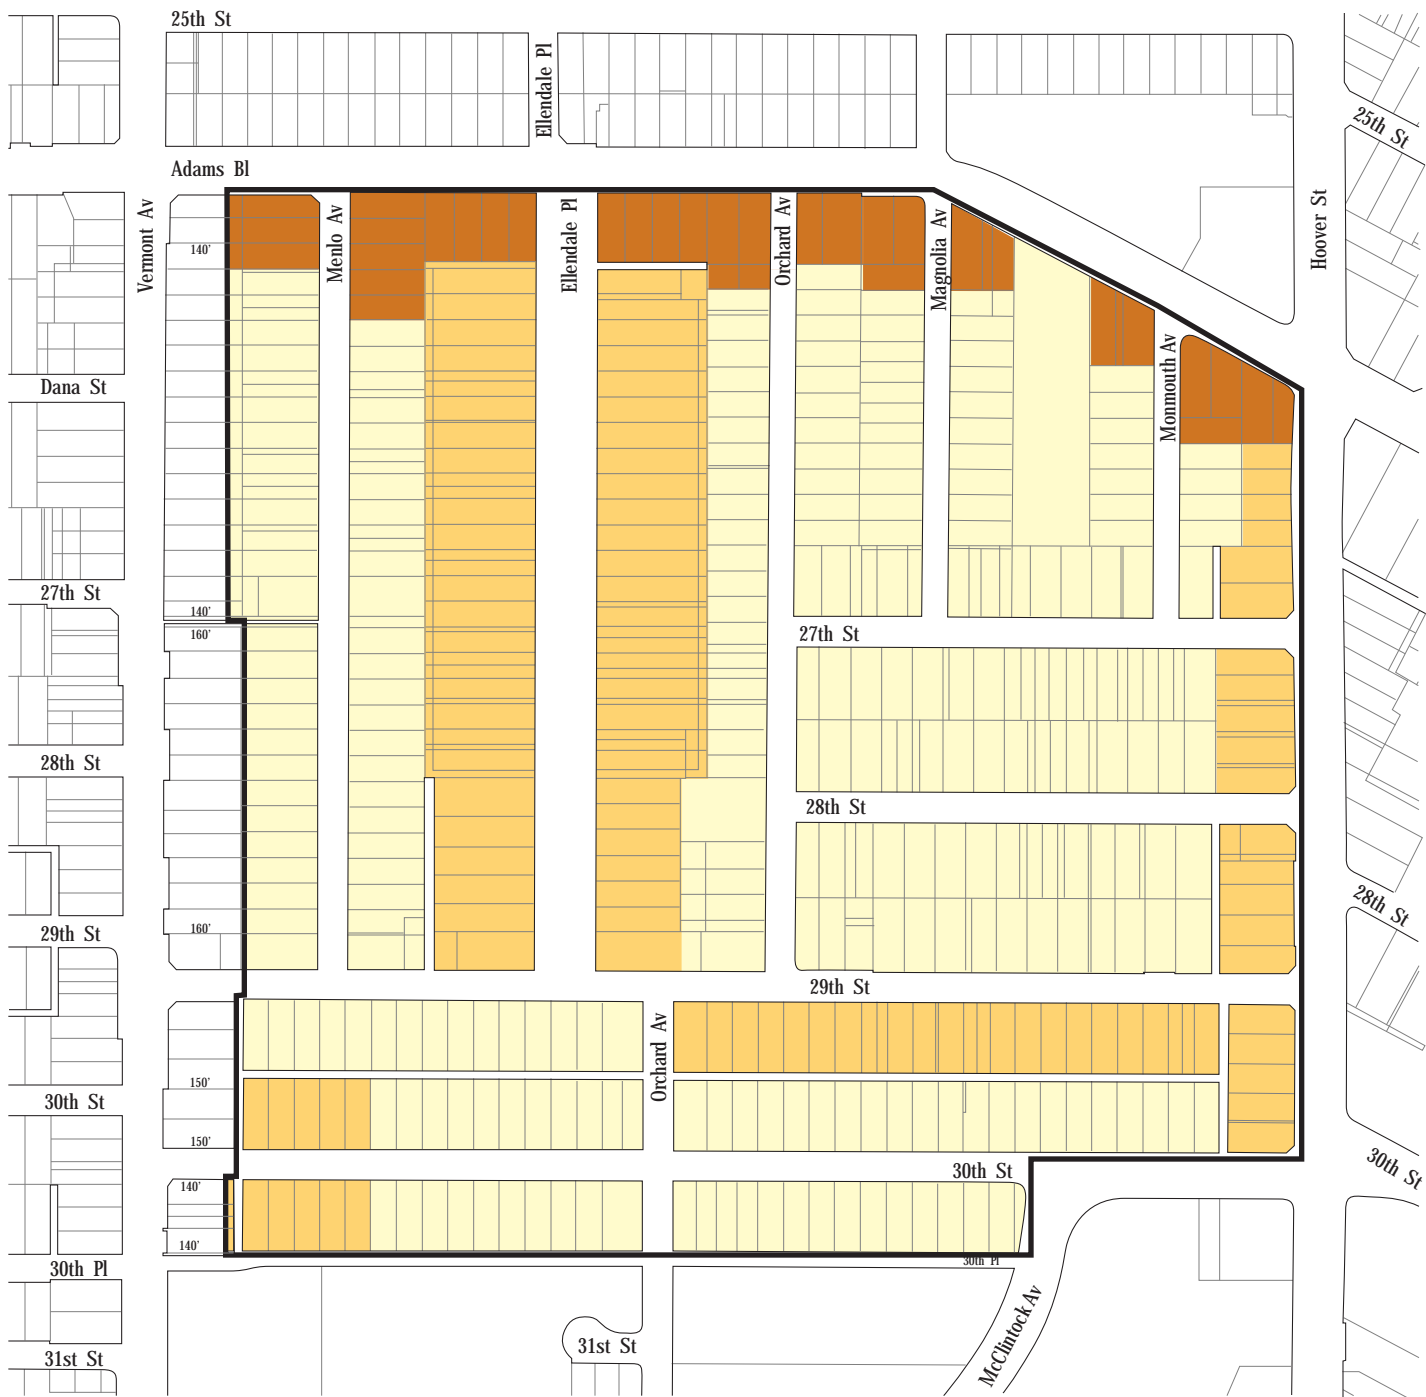 25th St
Ellendale Pl
25th St
Adams Bl
Vermont Av
Menlo Av
Ellendale Pl
Orchard Av
Magnolia Av
Hoover St
140'
Monmouth Av
Dana St
27th St
140'
160'
27th St
28th St
28th St
28th St
160'
29th St
29th St
Orchard Av
150'
30th St
150'
30th St
30th St
140'
140'
30th Pl
30th Pl
McClintock Av
31st St
31st St